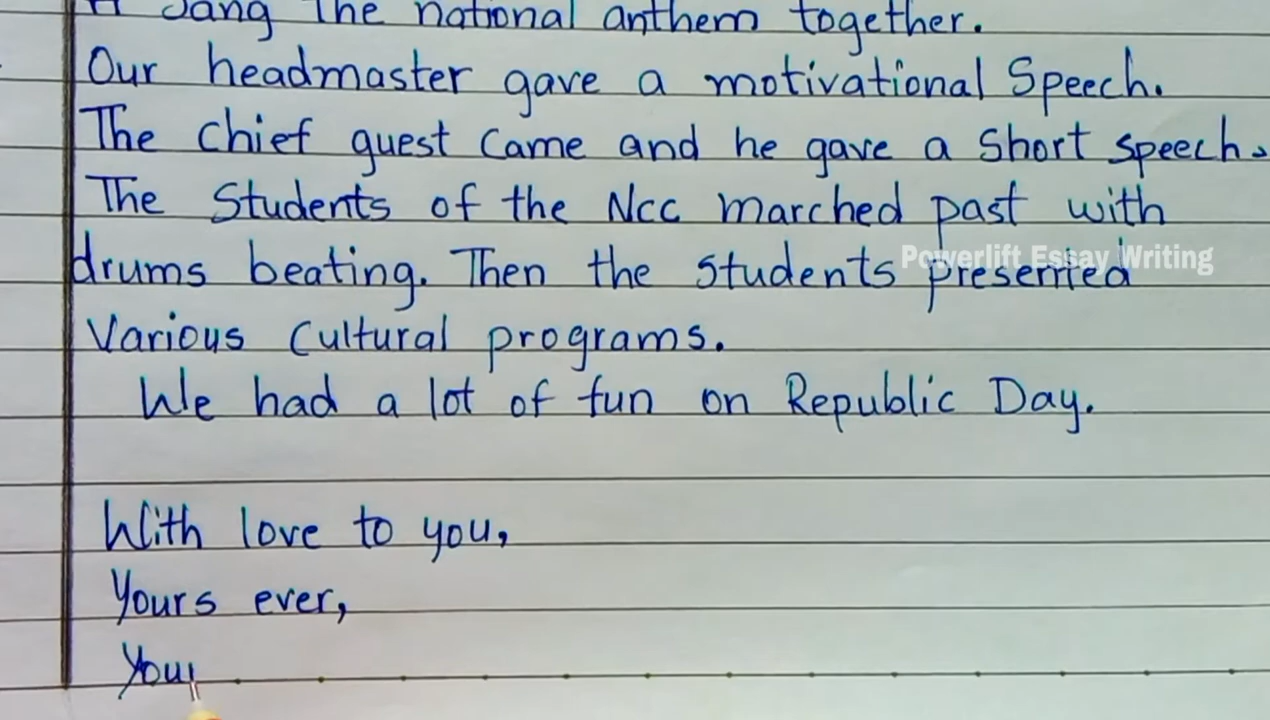 Sang the national anthem together.
Our headmaster gave a motivational Speech.
The chief guest came and he gave a short speech.
The Students of the Ncc marched past with
drums beating. Then the students presented
Powerlift Essay Writing
Various cultural programs.
We had a lot of fun on Republic Day.
With love to you,
Yours ever,
You